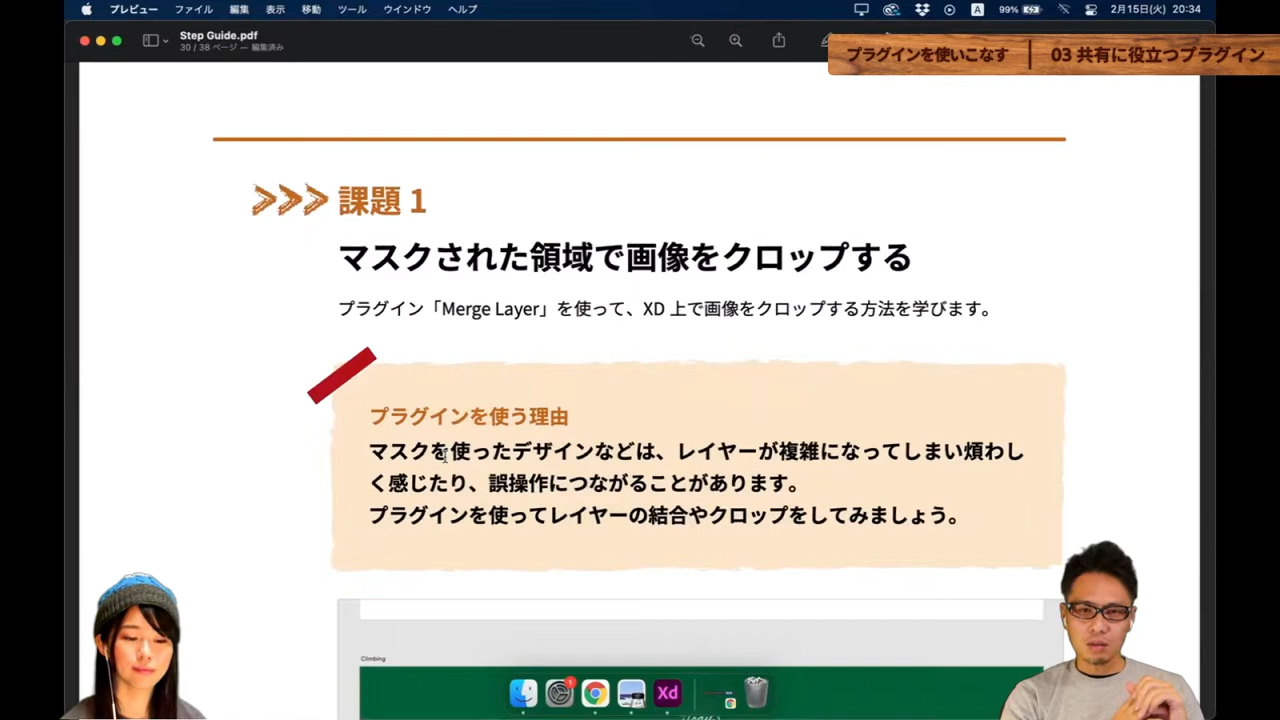 プレビュー ファイル 編集 表示 移動 ツール ウインドウ ヘルプ
A 99% 2月15日(火) 20:34
Step Guide.pdf
30 / 38 ページ — 編集済み
プラグインを使いこなす 03 共有に役立つプラグイン
>>> 課題 1
マスクされた領域で画像をクロップする
プラグイン「Merge Layer」を使って、XD 上で画像をクロップする方法を学びます。
プラグインを使う理由
マスクを使ったデザインなどは、レイヤーが複雑になってしまい煩わし
く感じたり、誤操作につながることがあります。
プラグインを使ってレイヤーの結合やクロップをしてみましょう。
Climbing
1
Xd